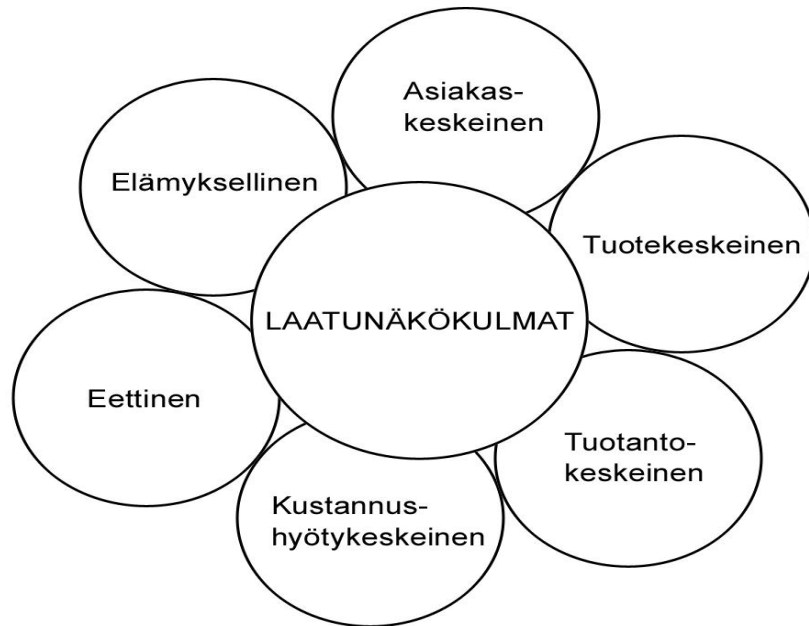 Asiakas-
keskeinen
Elämyksellinen
Tuotekeskeinen
LAATUNÄKÖKULMAT
Eettinen
Tuotanto-
keskeinen
Kustannus-
hyötykeskeinen